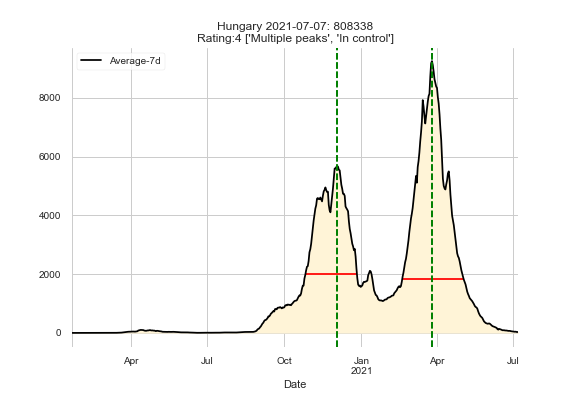 Hungary 2021-07-07: 808338
Rating:4 ['Multiple peaks', 'In control']
Average-7d
8000
6000
4000
2000
0
Apr
Jul
Oct
Jan
2021
Apr
Jul
Date